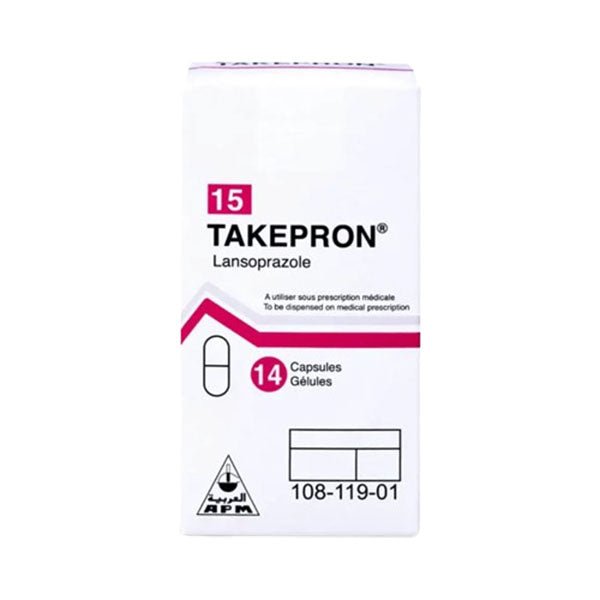 TAKEPRON®
15
TAKEPRON®
Lansoprazole
A utiliser sous prescription médicale
To be dispensed on medical prescription
14
Capsules
Gélules
108-119-01
العربية
APM